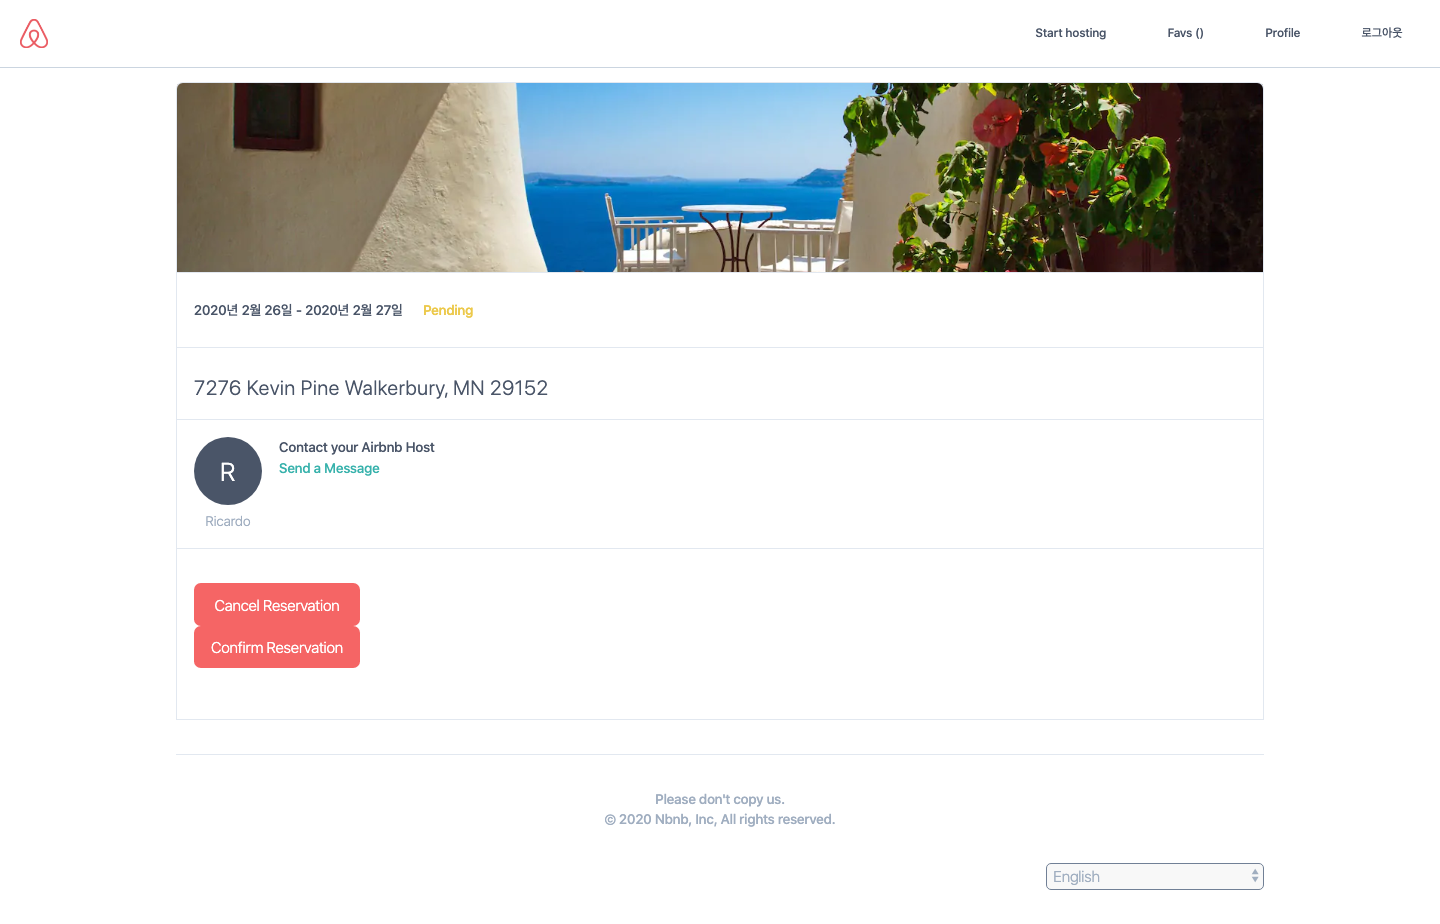 Start hosting
Favs ()
Profile
로그아웃
2020년 2월 26일 - 2020년 2월 27일 Pending
7276 Kevin Pine Walkerbury, MN 29152
R
Contact your Airbnb Host
Send a Message
Ricardo
Cancel Reservation
Confirm Reservation
Please don't copy us.
© 2020 Nbnb, Inc, All rights reserved.
English